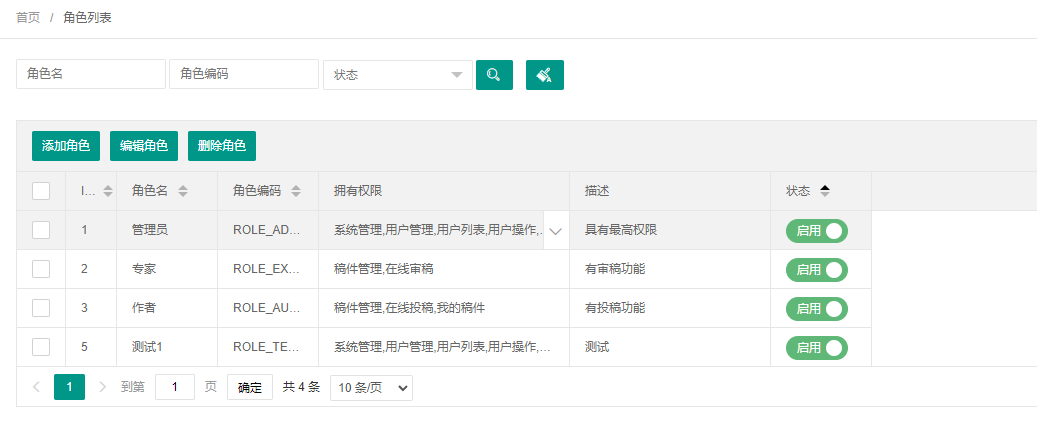 首页 / 角色列表
角色名 角色编码 状态
添加角色 编辑角色 删除角色
I... 角色名 角色编码 拥有权限 描述 状态
1 管理员 ROLE_AD... 系统管理,用户管理,用户列表,用户操作,... 具有最高权限 启用
2 专家 ROLE_EX... 稿件管理,在线审稿 有审稿功能 启用
3 作者 ROLE_AU... 稿件管理,在线投稿,我的稿件 有投稿功能 启用
5 测试1 ROLE_TE... 系统管理,用户管理,用户列表,用户操作,... 测试 启用
1 到第 1 页 确定 共 4 条 10 条/页